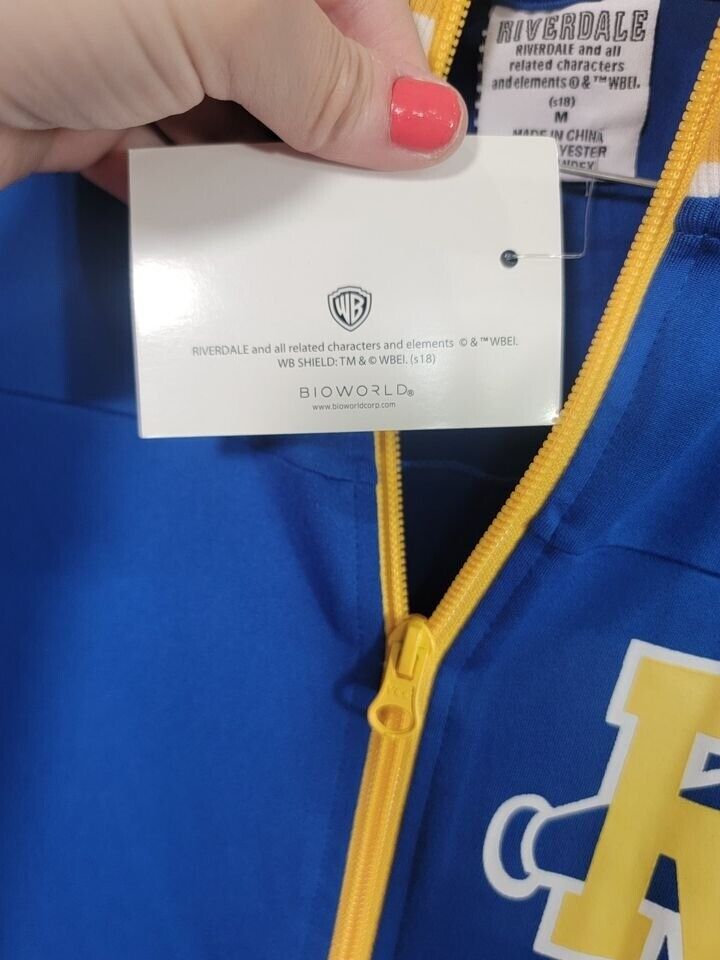 RIVERDALE
RIVERDALE and all
related characters
and elements © & ™ WBEI.
(s18)
M
MADE IN CHINA
WB
RIVERDALE and all related characters and elements © & ™ WBEI.
WB SHIELD: TM & © WBEI. (s18)
BIOWORLD®
www.bioworldcorp.com
R